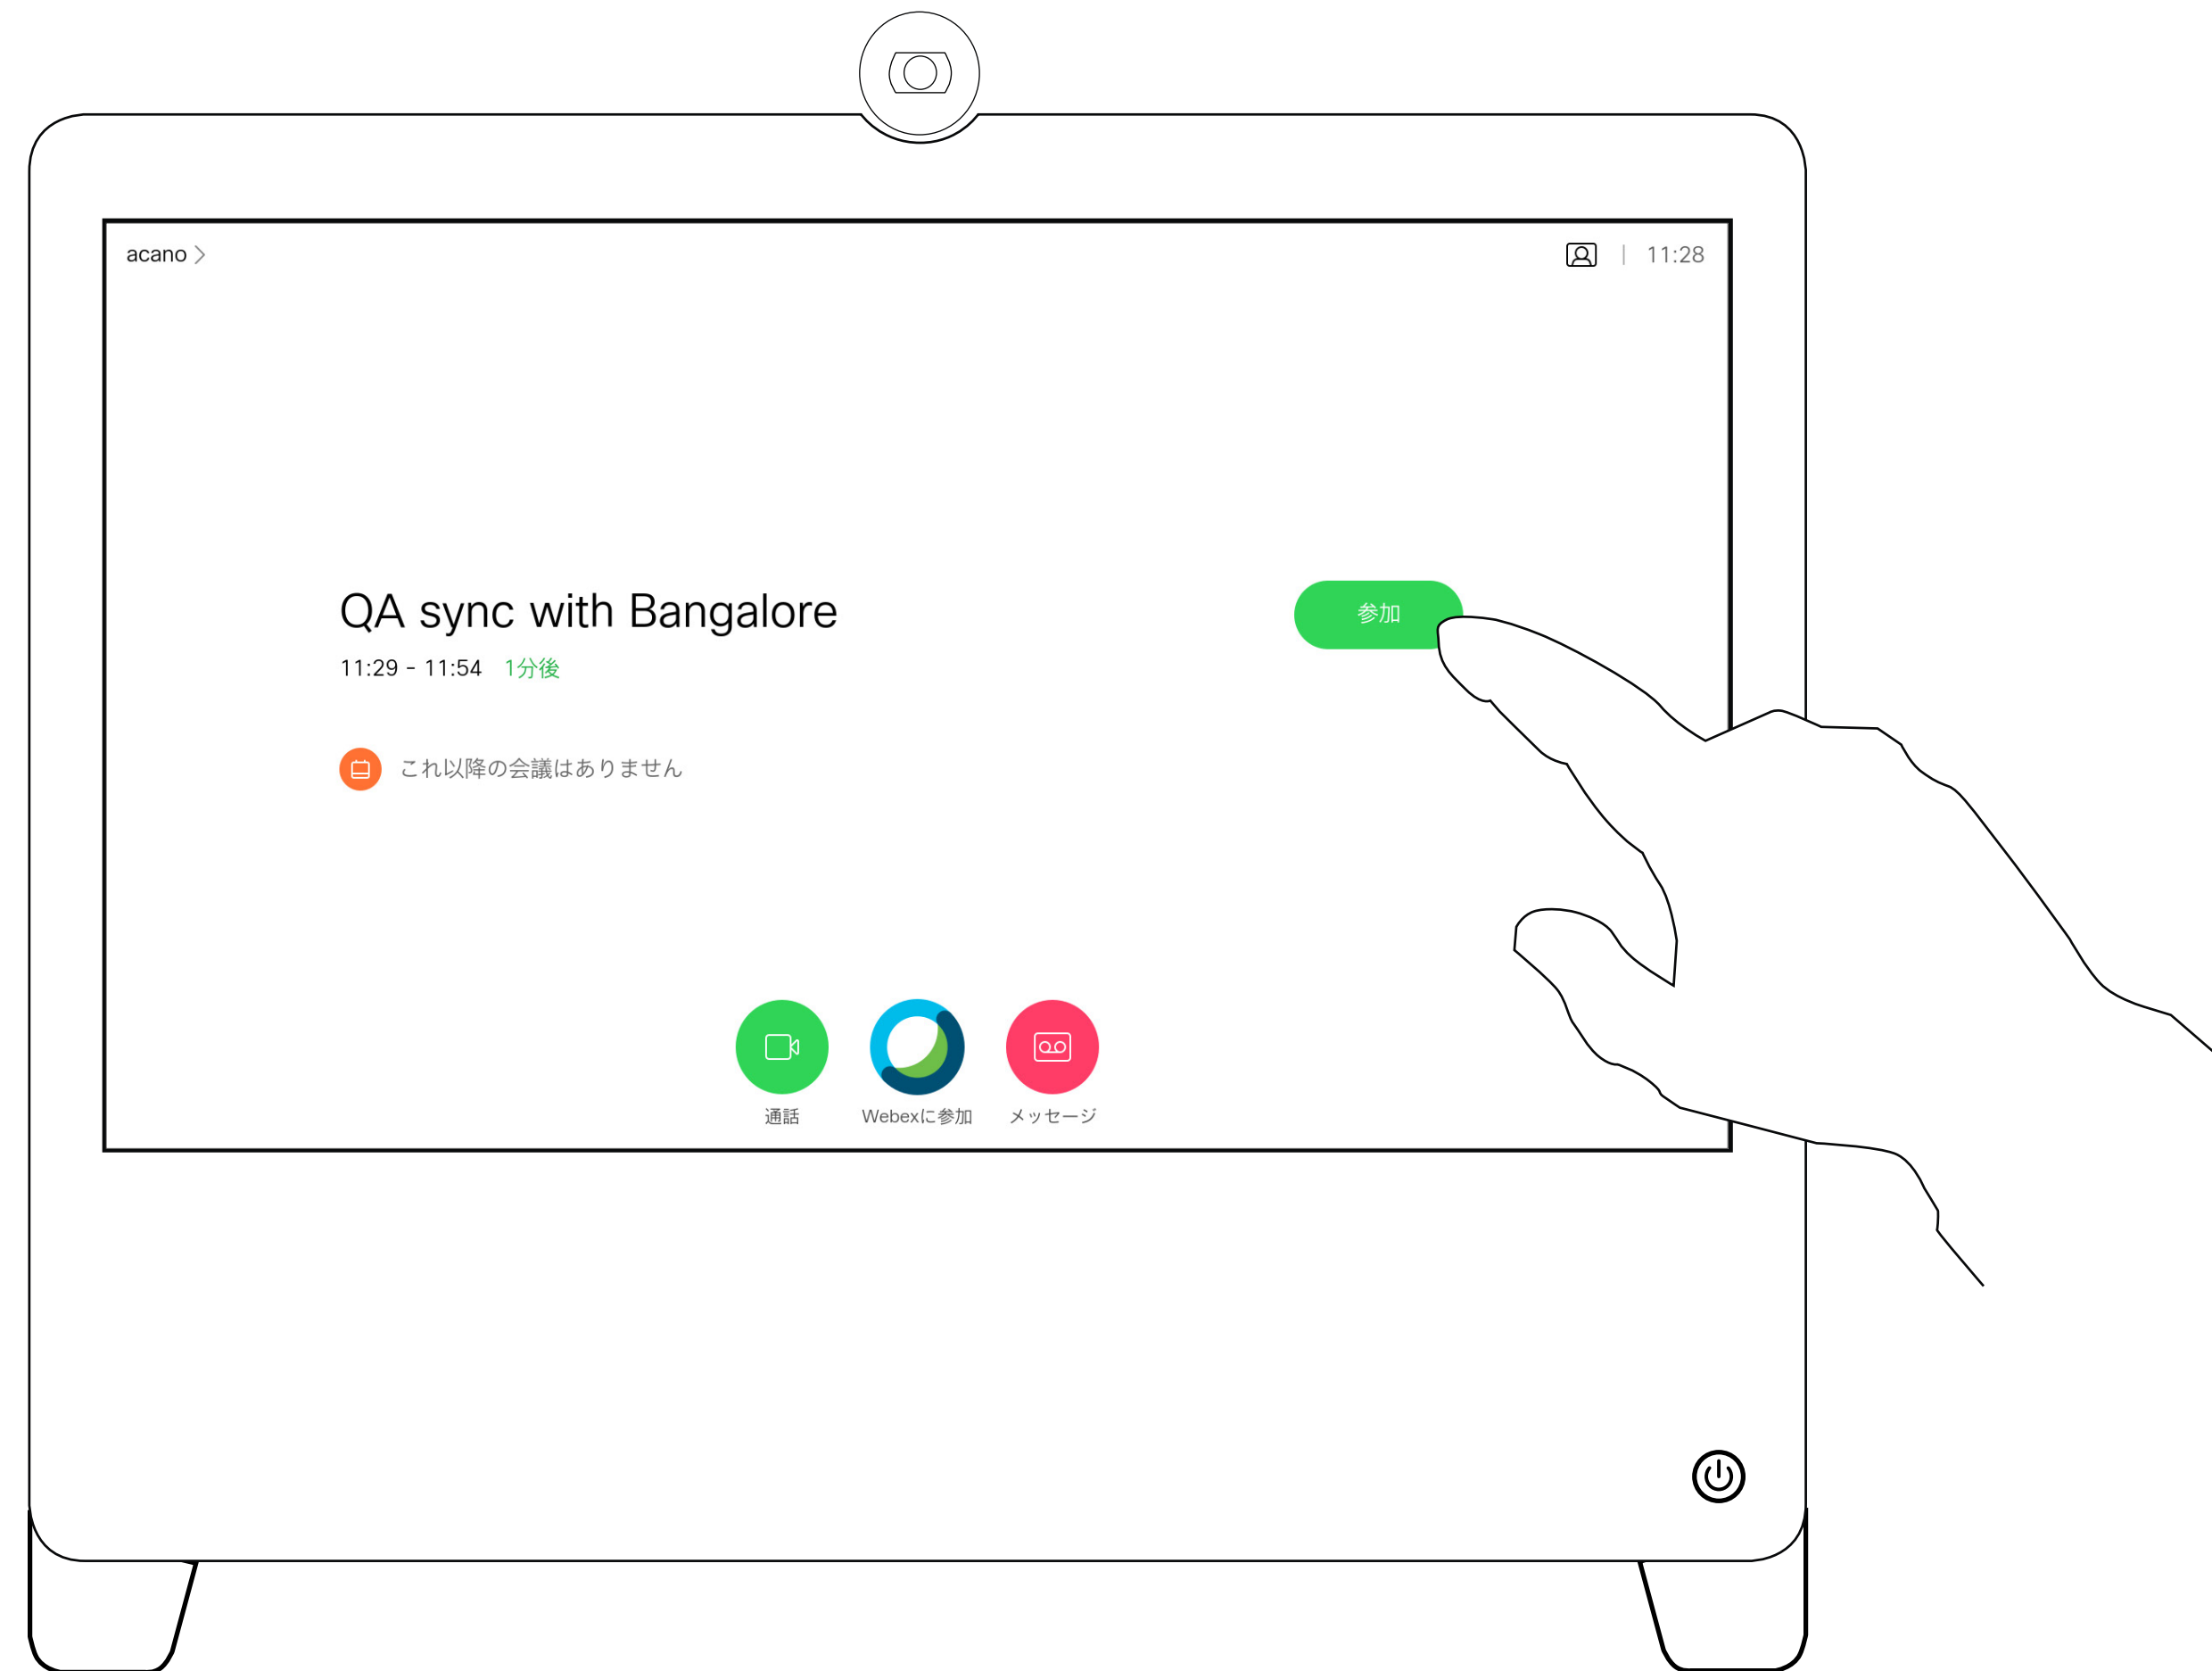 acano
11:28
QA sync with Bangalore
参加
11:29 - 11:54 1分後
これ以降の会議はありません
通話
Webexに参加
メッセージ